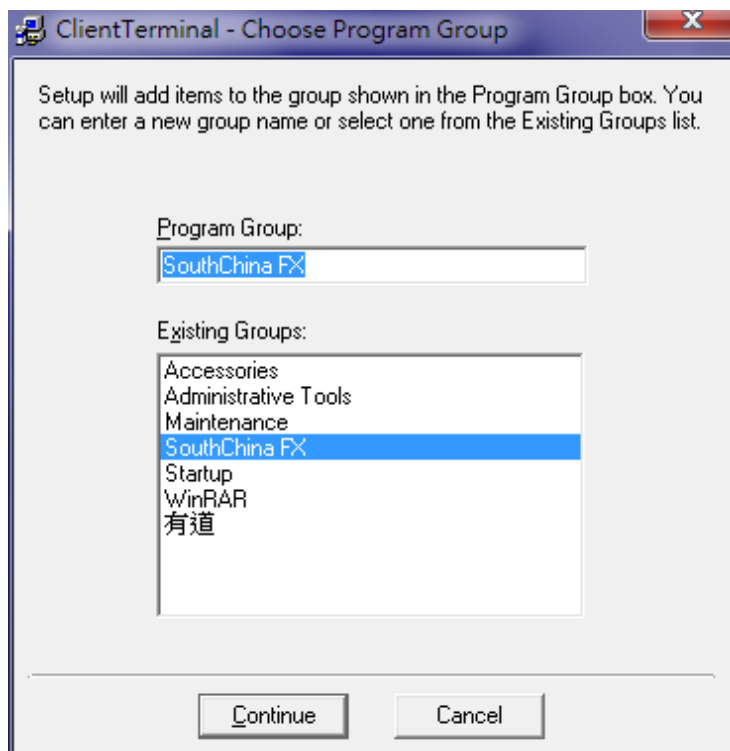 ClientTerminal - Choose Program Group
Setup will add items to the group shown in the Program Group box. You
can enter a new group name or select one from the Existing Groups list.
Program Group:
SouthChina FX
Existing Groups:
Accessories
Administrative Tools
Maintenance
SouthChina FX
Startup
WinRAR
有道
Continue
Cancel